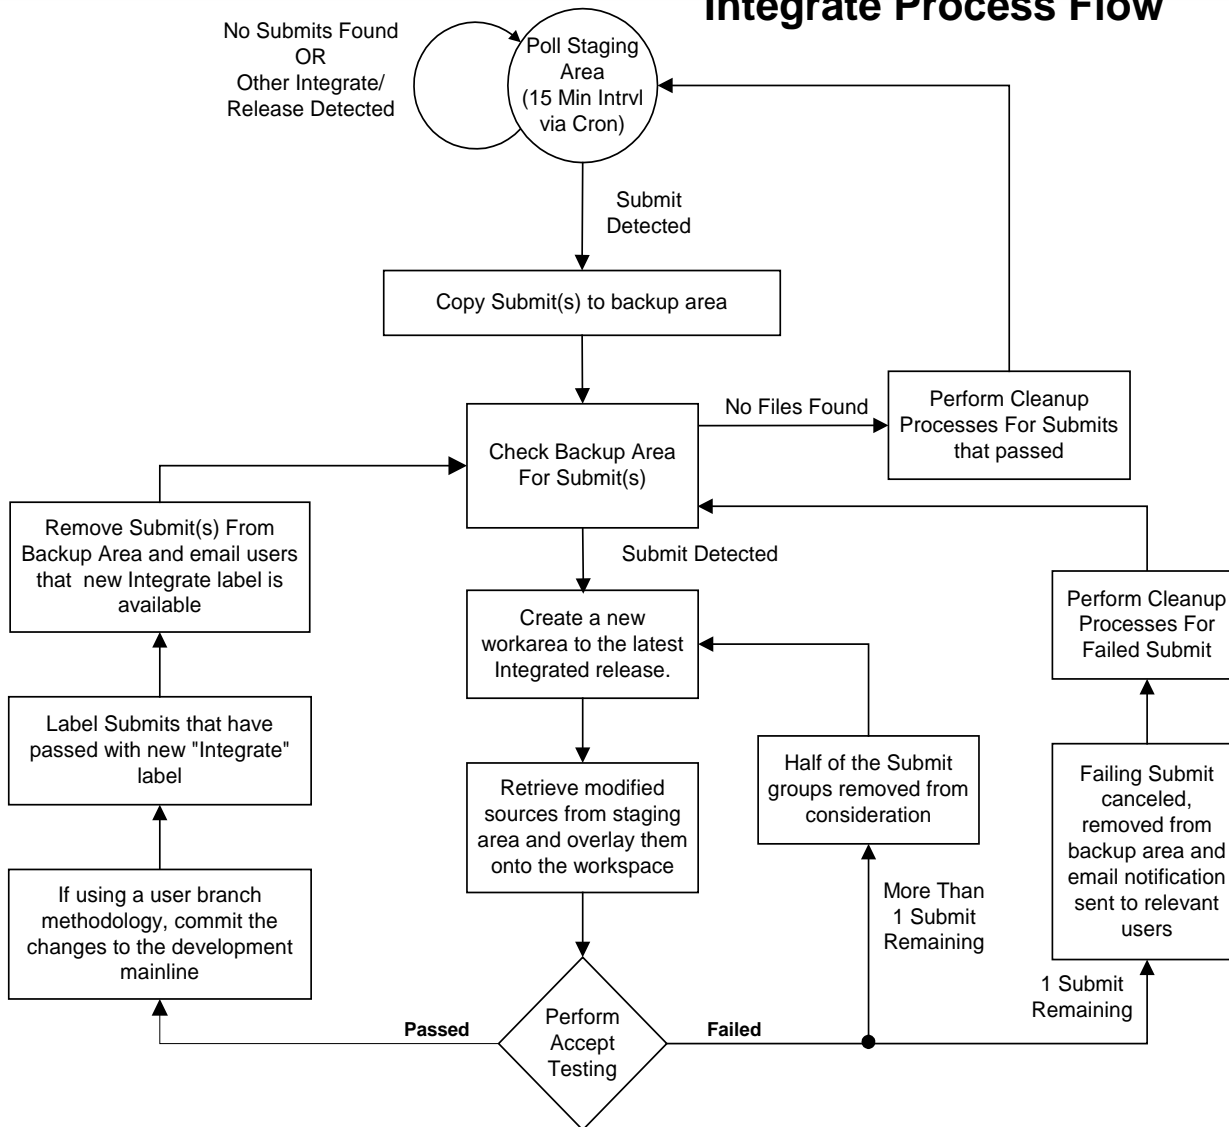 Integrate Process Flow
No Submits Found
OR
Other Integrate/
Release Detected
Poll Staging
Area
(15 Min Intrvl
via Cron)
Submit
Detected
Copy Submit(s) to backup area
Check Backup Area
For Submit(s)
No Files Found
Perform Cleanup
Processes For Submits
that passed
Remove Submit(s) From
Backup Area and email users
that new Integrate label is
available
Submit Detected
Create a new
workarea to the latest
Integrated release.
Perform Cleanup
Processes For
Failed Submit
Label Submits that have
passed with new "Integrate"
label
Retrieve modified
sources from staging
area and overlay them
onto the workspace
Half of the Submit
groups removed from
consideration
Failing Submit
canceled,
removed from
backup area and
email notification
sent to relevant
users
If using a user branch
methodology, commit the
changes to the development
mainline
More Than
1 Submit
Remaining
1 Submit
Remaining
Passed
Perform
Accept
Testing
Failed